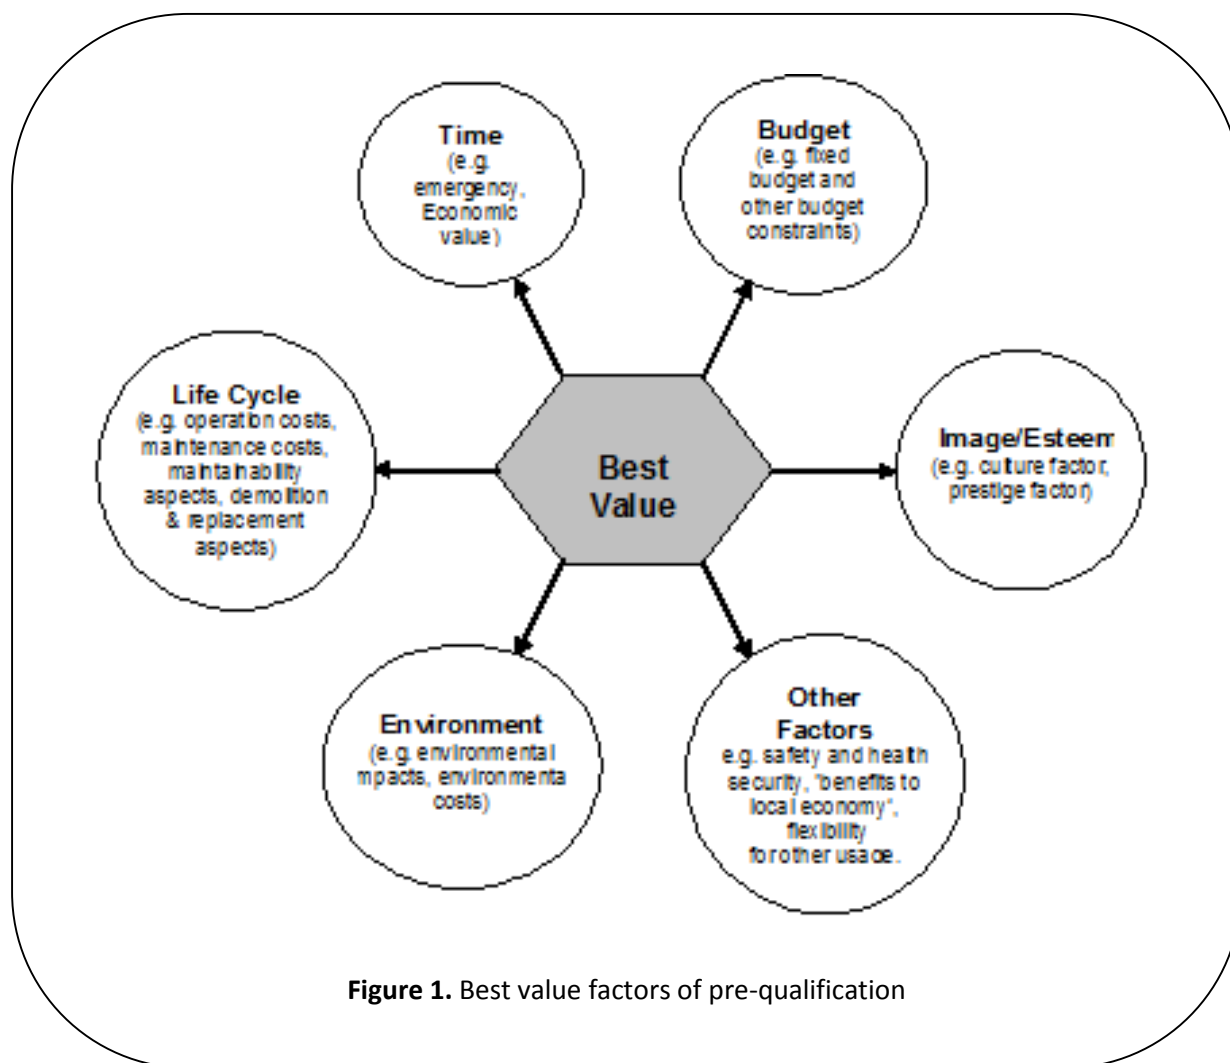 Time
(e.g.
emergency,
Economic
value)
Budget
(e.g. fixed
budget and
other budget
constraints)
Life Cycle
(e.g. operation costs,
maintenance costs,
maintainability
aspects, demolition
& replacement
aspects)
Best
Value
Image/Esteem
(e.g. culture factor,
prestige factor)
Environment
(e.g. environmental
mpacts, environmenta
costs)
Other
Factors
e.g. safety and health
security, "benefits to
local economy",
flexibility
for other usage.
Figure 1. Best value factors of pre-qualification